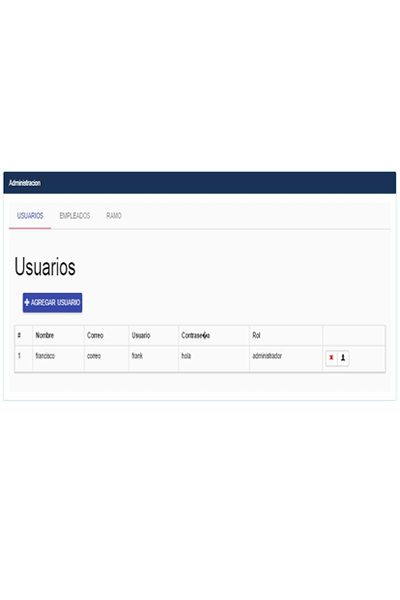 Administracion
USUARIOS EMPLEADOS RAMO
Usuarios
+ AGREGAR USUARIO
# Nombre Correo Usuario Contrase�a Rol
1 francisco correo frank hola administrador